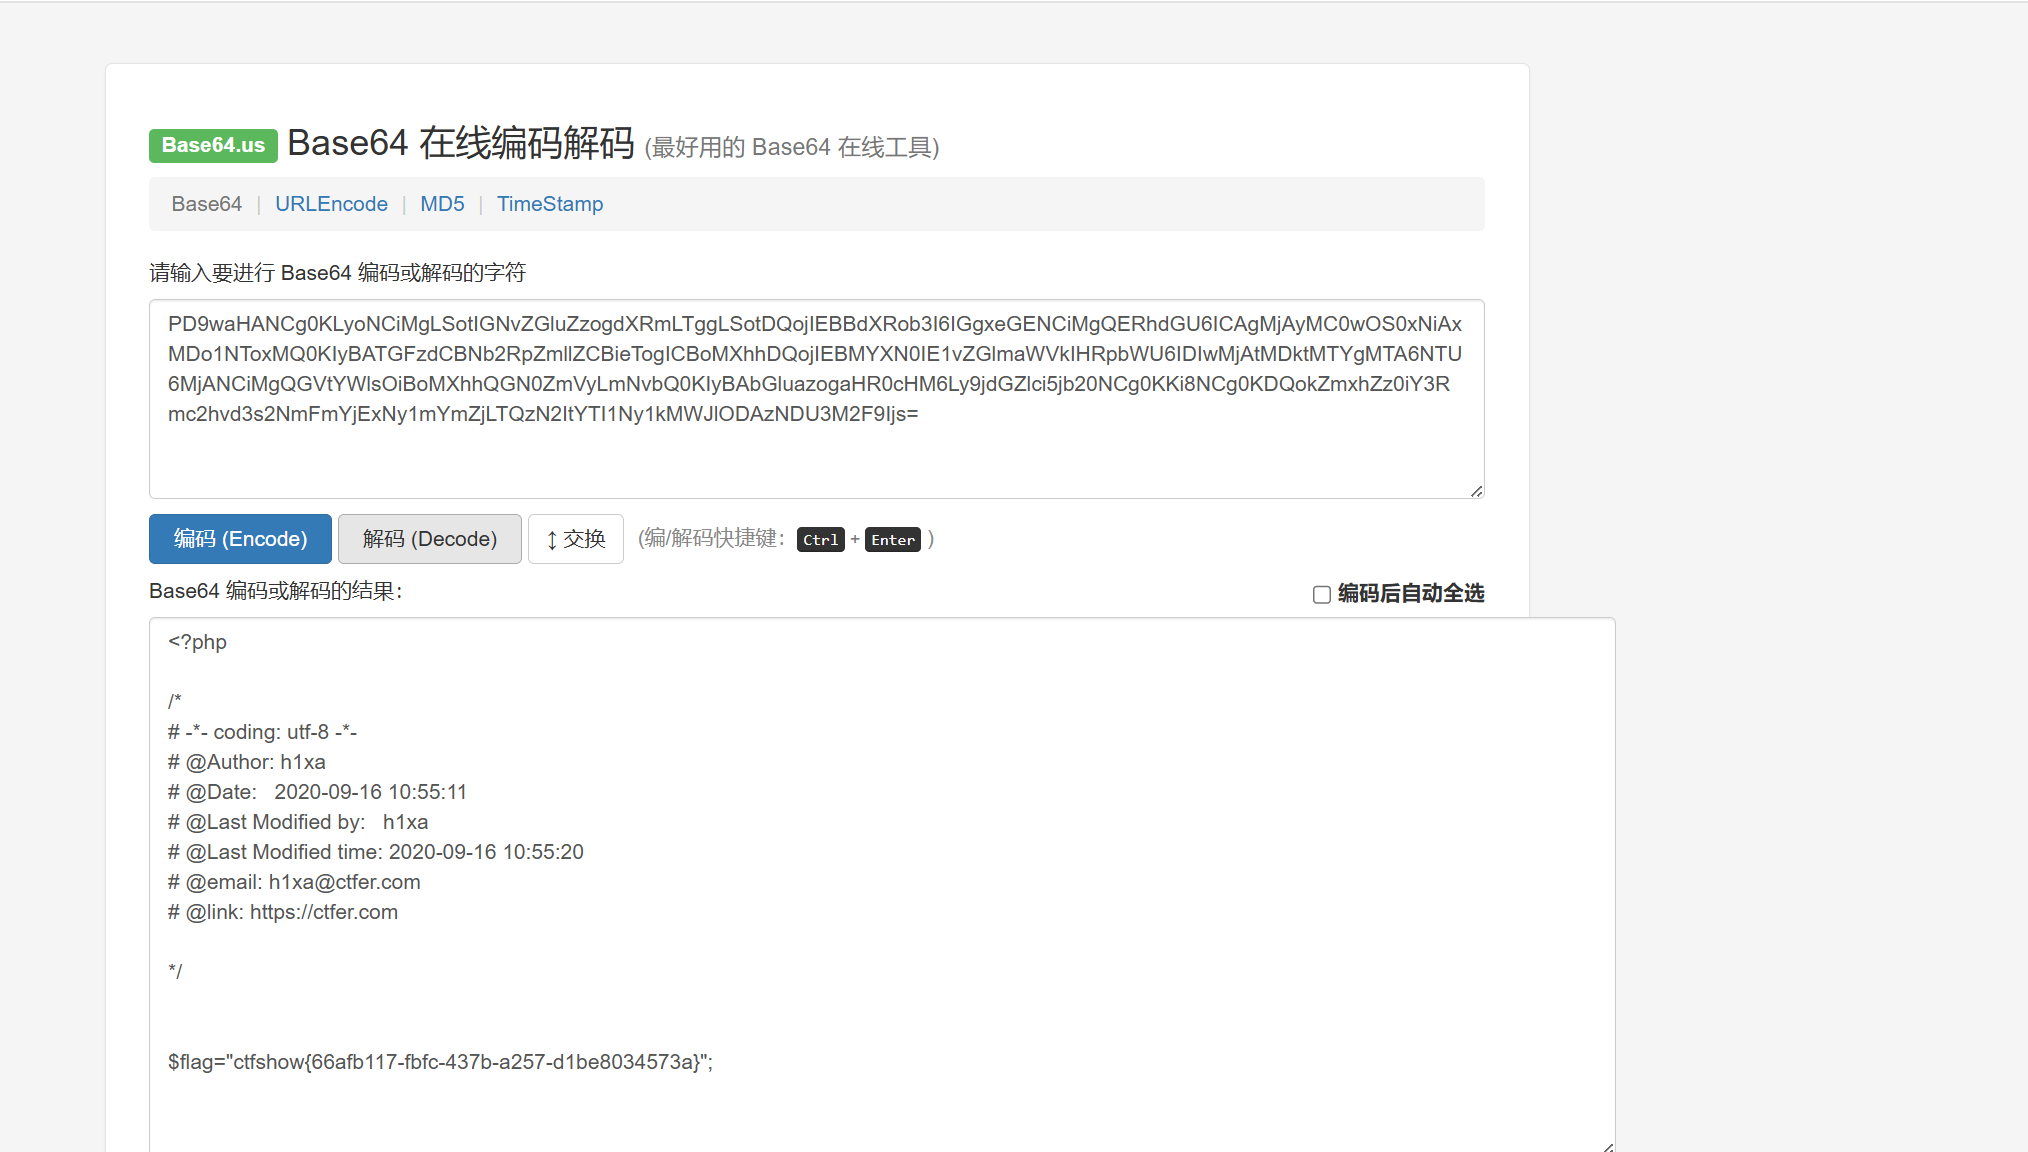 Base64.us Base64 在线编码解码 (最好用的 Base64 在线工具)
Base64 | URLEncode | MD5 | TimeStamp
请输入要进行 Base64 编码或解码的字符
PD9waHANCg0KLyoNCiMgLSotIGNvZGluZzogdXRmLTggLSotDQojIEBBdXRob3I6IGgxeGENCiMgQERhdGU6ICAgMjAyMC0wOS0xNiAx
MDo1NToxMQ0KIyBATGFzdCBNb2RpZmllZCBieTogICBoMXhhDQojIEBMYXN0IE1vZGlmaWVkIHRpbWU6IDIwMjAtMDktMTYgMTA6NTU
6MjANCiMgQGVtYWlsOiBoMXhhQGN0ZmVyLmNvbQ0KIyBAbGluazogaHR0cHM6Ly9jdGZlci5jb20NCg0KKi8NCg0KDQokZmxhZz0iY3R
mc2hvd3s2NmFmYjExNy1mYmZjLTQzN2ItYTI1Ny1kMWJlODAzNDU3M2F9Ijs=
编码 (Encode) 解码 (Decode) ↕ 交换 (编/解码快捷键: Ctrl + Enter )
Base64 编码或解码的结果: 编码后自动全选
<?php
/*
# -*- coding: utf-8 -*-
# @Author: h1xa
# @Date:   2020-09-16 10:55:11
# @Last Modified by:   h1xa
# @Last Modified time: 2020-09-16 10:55:20
# @email: h1xa@ctfer.com
# @link: https://ctfer.com
*/
$flag="ctfshow{66afb117-fbfc-437b-a257-d1be8034573a}";